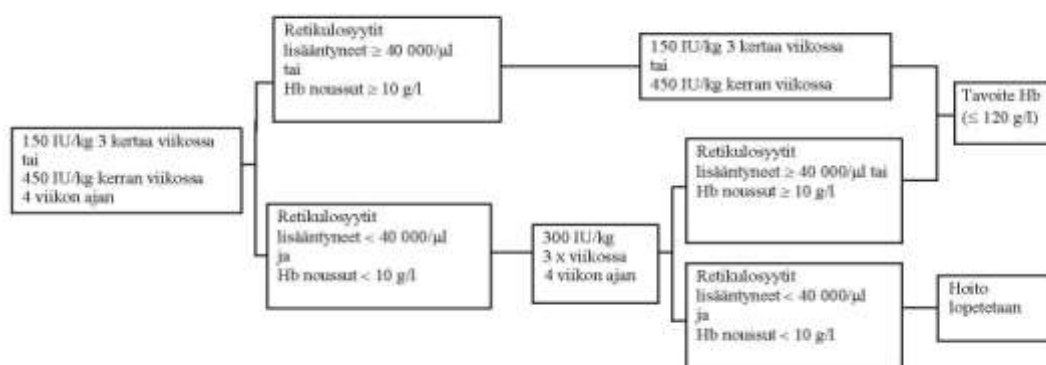 150 IU/kg 3 kertaa viikossa
tai
450 IU/kg kerran viikossa
4 viikon ajan
Retikulosyytit
lisääntyneet ≥ 40 000/µl
tai
Hb noussut ≥ 10 g/l
150 IU/kg 3 kertaa viikossa
tai
450 IU/kg kerran viikossa
Tavoite Hb
(≤ 120 g/l)
Retikulosyytit
lisääntyneet < 40 000/µl
ja
Hb noussut < 10 g/l
300 IU/kg
3 x viikossa
4 viikon ajan
Retikulosyytit
lisääntyneet ≥ 40 000/µl tai
Hb noussut ≥ 10 g/l
Retikulosyytit
lisääntyneet < 40 000/µl
ja
Hb noussut < 10 g/l
Hoito
lopetetaan